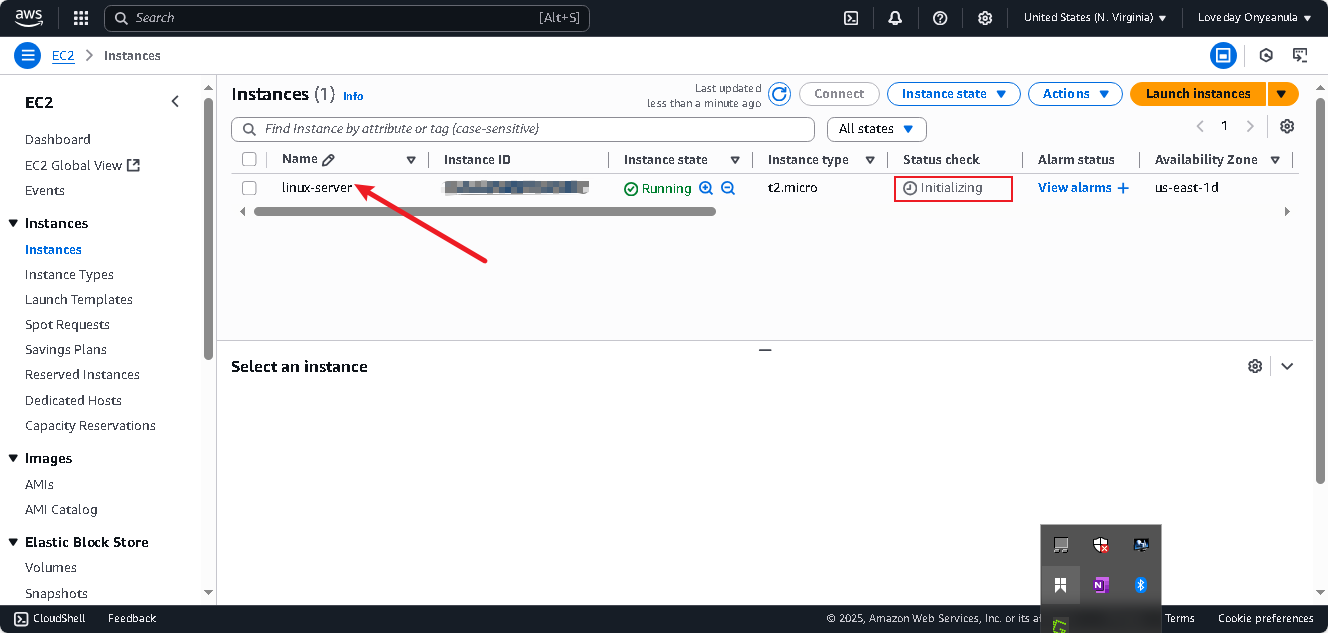 aws
Search [Alt+S]
United States (N. Virginia) Loveday Onyeanula
EC2 Instances
EC2
Dashboard
EC2 Global View
Events
Instances
Instances
Instance Types
Launch Templates
Spot Requests
Savings Plans
Reserved Instances
Dedicated Hosts
Capacity Reservations
Images
AMIs
AMI Catalog
Elastic Block Store
Volumes
Snapshots
Instances (1) Info
Last updated
less than a minute ago
Connect Instance state Actions Launch instances
Find Instance by attribute or tag (case-sensitive) All states 1
Name Instance ID Instance state Instance type Status check Alarm status Availability Zone
linux-server Running t2.micro Initializing View alarms + us-east-1d
Select an instance
N
CloudShell Feedback © 2025, Amazon Web Services, Inc. or its Terms Cookie preferences